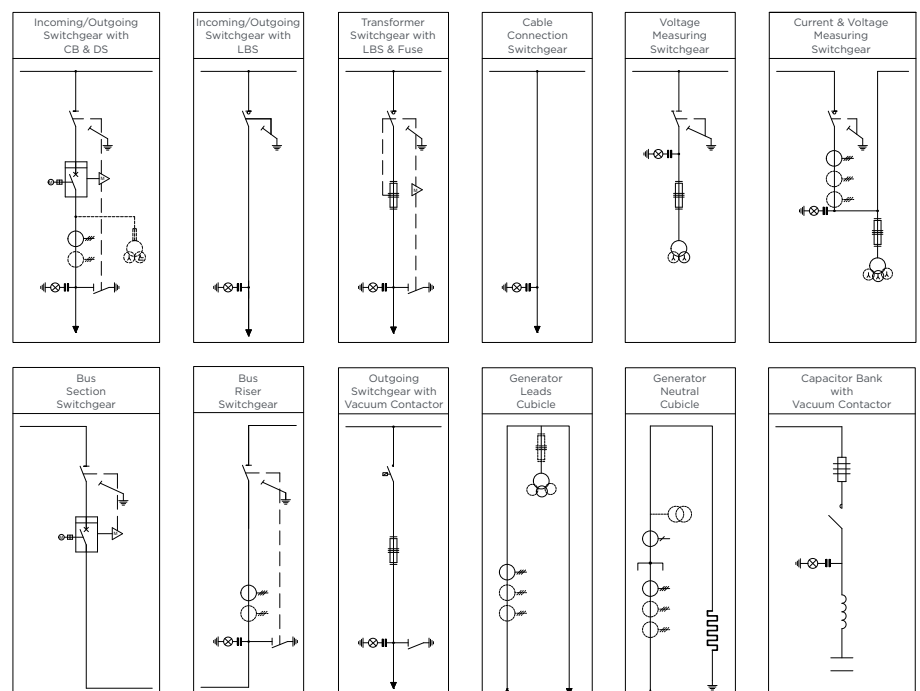 Incoming/Outgoing
Switchgear with
CB & DS
Incoming/Outgoing
Switchgear with
LBS
Transformer
Switchgear with
LBS & Fuse
Cable
Connection
Switchgear
Voltage
Measuring
Switchgear
Current & Voltage
Measuring
Switchgear
Bus
Section
Switchgear
Bus
Riser
Switchgear
Outgoing
Switchgear with
Vacuum Contactor
Generator
Leads
Cubicle
Generator
Neutral
Cubicle
Capacitor Bank
with
Vacuum Contactor